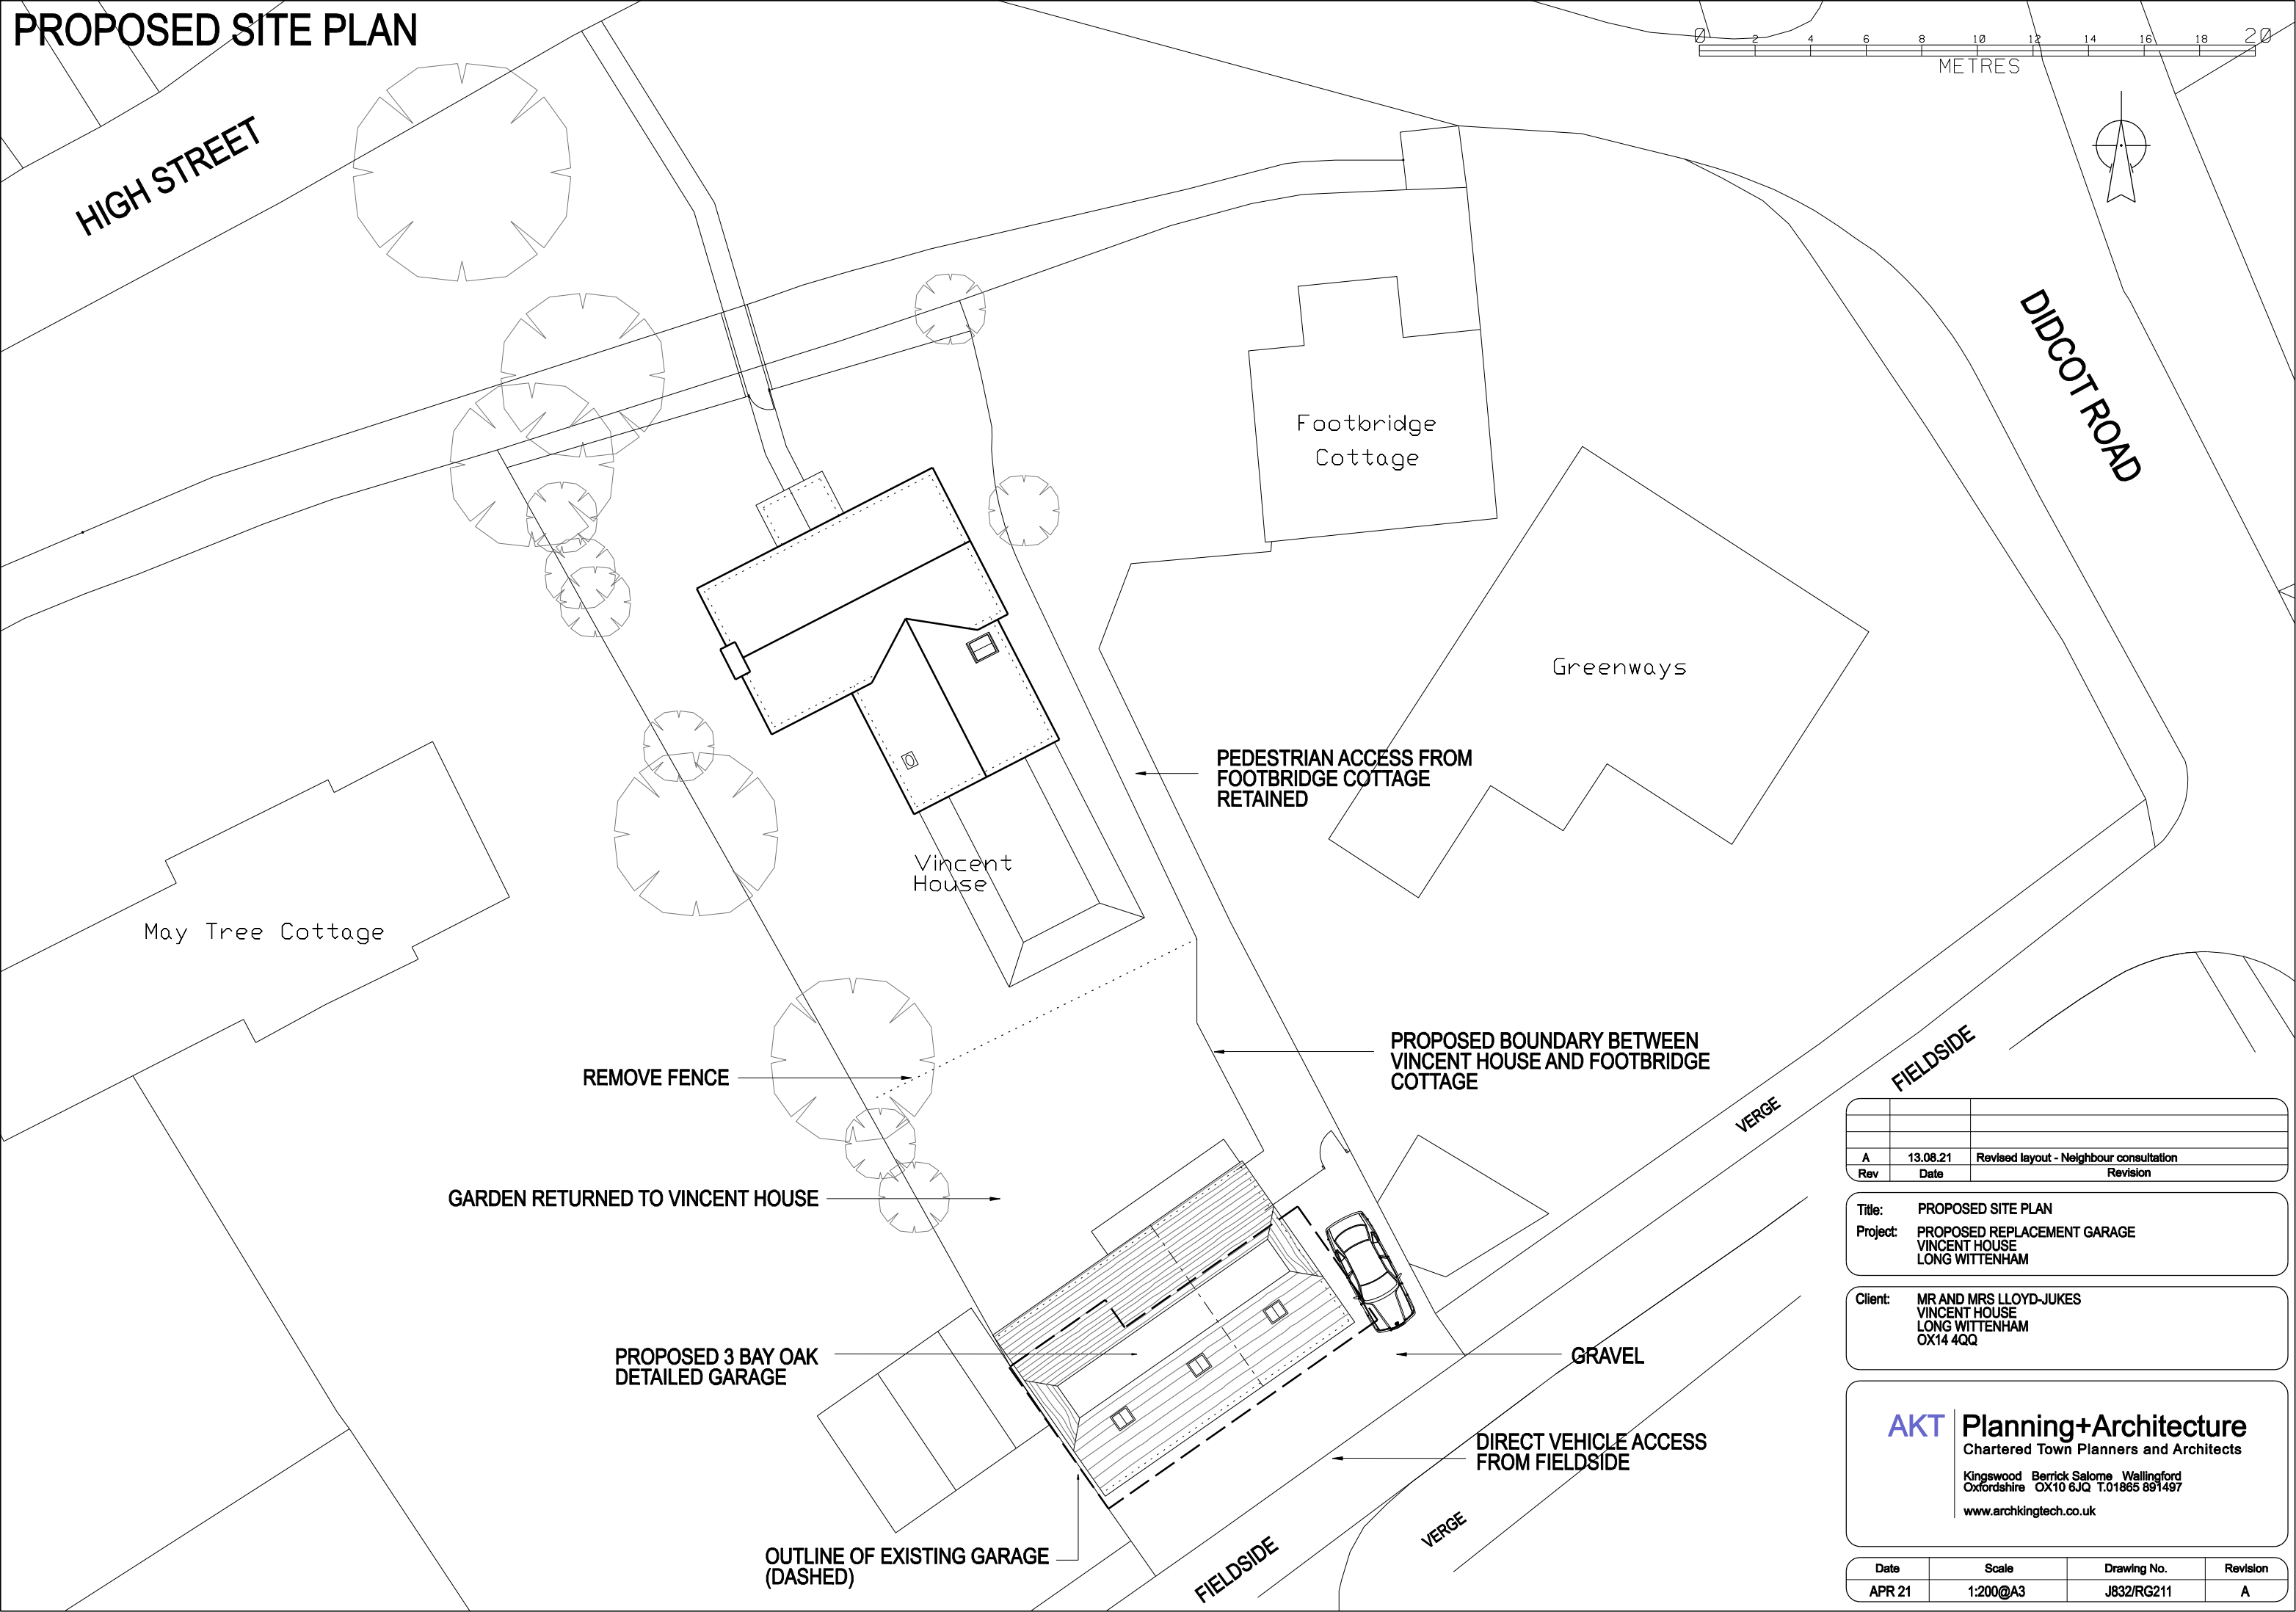 PROPOSED SITE PLAN
0 2 4 6 8 10 12 14 16 18 20
METRES
HIGH STREET
DIDCOT ROAD
Footbridge
Cottage
Greenways
PEDESTRIAN ACCESS FROM
FOOTBRIDGE COTTAGE
RETAINED
Vincent
House
May Tree Cottage
PROPOSED BOUNDARY BETWEEN
VINCENT HOUSE AND FOOTBRIDGE
COTTAGE
REMOVE FENCE
FIELDSIDE
VERGE
GARDEN RETURNED TO VINCENT HOUSE
PROPOSED 3 BAY OAK
DETAILED GARAGE
GRAVEL
DIRECT VEHICLE ACCESS
FROM FIELDSIDE
VERGE
OUTLINE OF EXISTING GARAGE
(DASHED)
FIELDSIDE
A 13.08.21 Revised layout - Neighbour consultation
Rev Date Revision
Title: PROPOSED SITE PLAN
Project: PROPOSED REPLACEMENT GARAGE
VINCENT HOUSE
LONG WITTENHAM
Client: MR AND MRS LLOYD-JUKES
VINCENT HOUSE
LONG WITTENHAM
OX14 4QQ
AKT Planning+Architecture
Chartered Town Planners and Architects
Kingswood Berrick Salome Wallingford
Oxfordshire OX10 6JQ T.01865 891497
www.archkingtech.co.uk
Date Scale Drawing No. Revision
APR 21 1:200@A3 J832/RG211 A